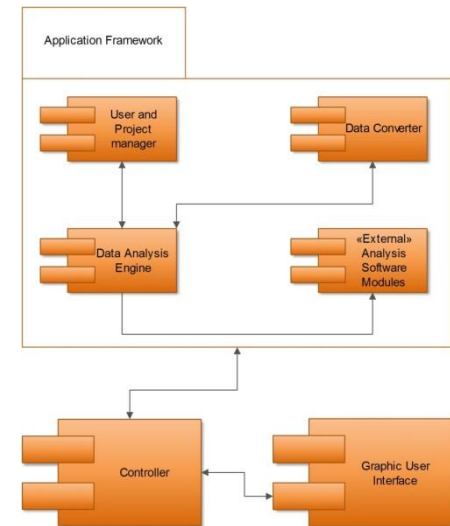 Application Framework
User and
Project
manager
Data Converter
Data Analysis
Engine
«External»
Analysis
Software
Modules
Controller
Graphic User
Interface